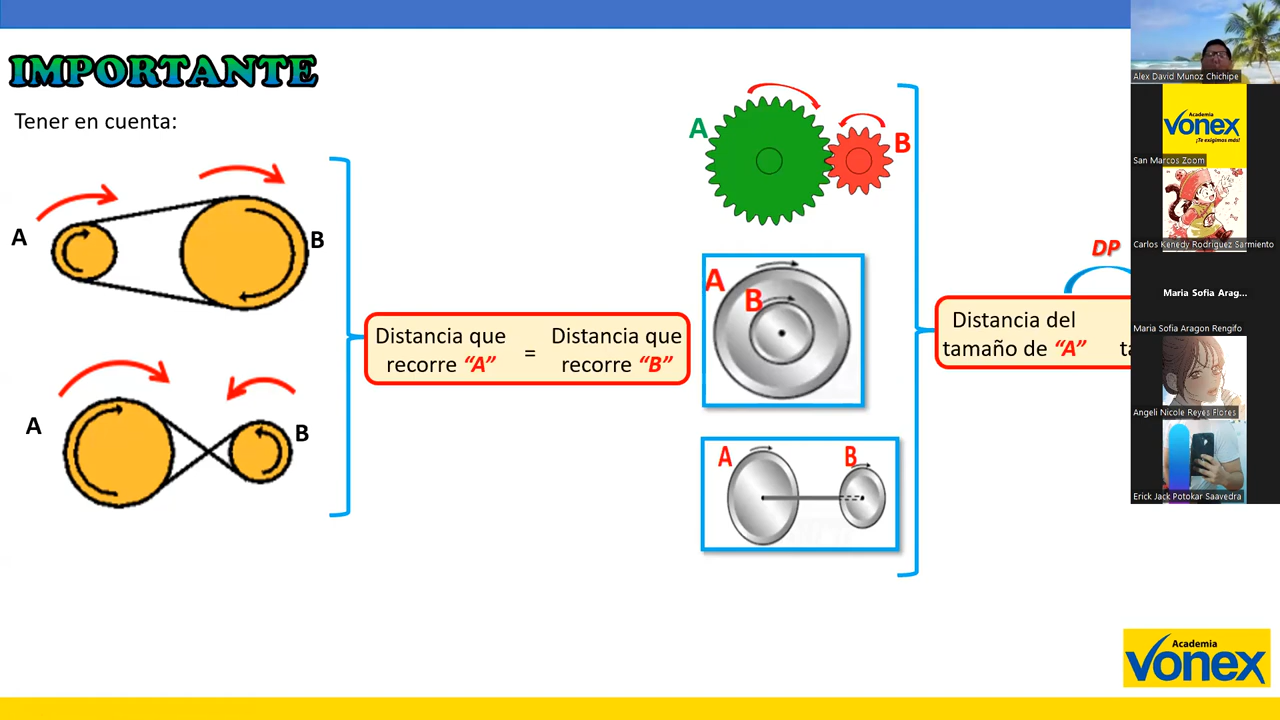 IMPORTANTE
Tener en cuenta:
A
B
A
B
Distancia que
recorre “A”
=
Distancia que
recorre “B”
A
B
A
B
A
B
DP
Distancia del
tamaño de “A”
Alex David Munoz Chichipe
Academia
Vonex
¡Te exigimos más!
San Marcos Zoom
Carlos Kenedy Rodriguez Sarmiento
Maria Sofia Arag...
Maria Sofia Aragon Rengifo
Angeli Nicole Reyes Flores
Erick Jack Potokar Saavedra
Academia
Vonex